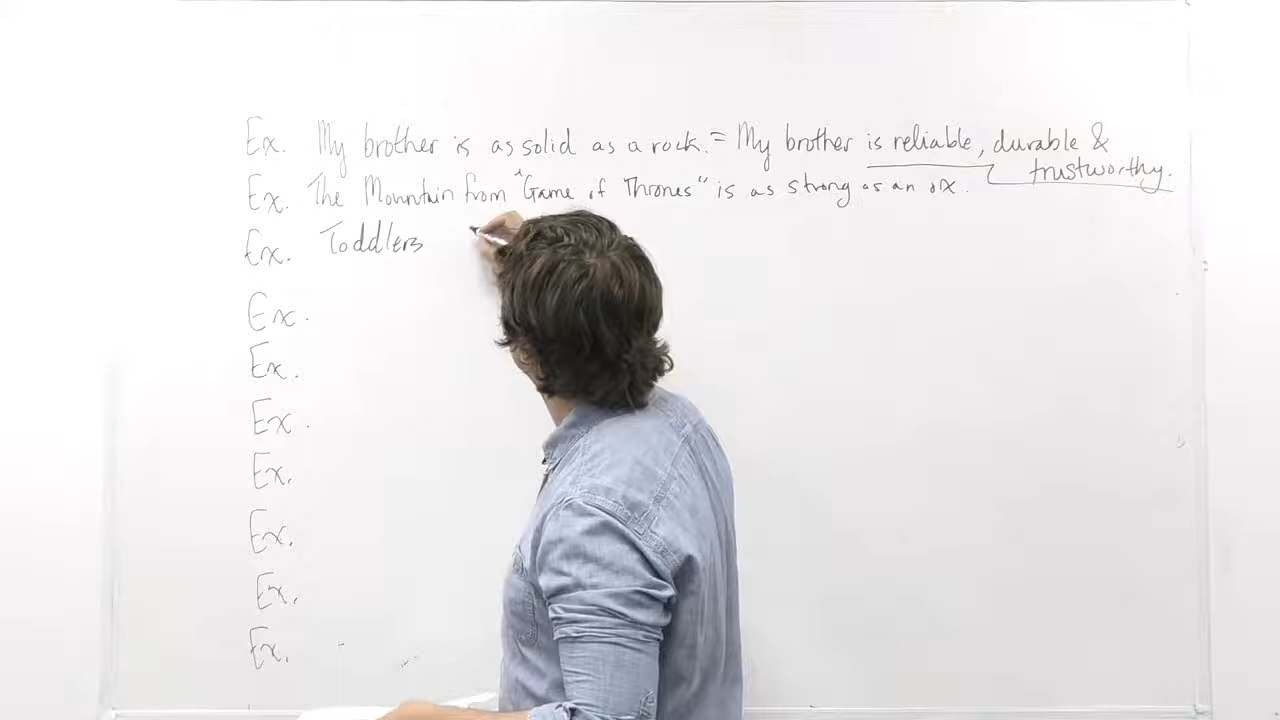 Ex. My brother is as solid as a rock. = My brother is reliable, durable &
trustworthy.
Ex. The Mountain from "Game of Thrones" is as strong as an ox.
Ex. Toddlers
Ex.
Ex.
Ex.
Ex.
Ex.
Ex.
Ex.